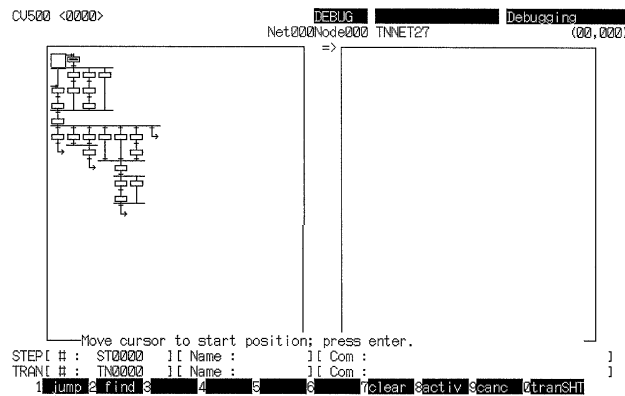 CV500 <0000> DEBUG Debugging
Net000Node000 TNNET27 (00,000)
=>
Move cursor to start position; press enter.
STEP[ # : ST0000 ][ Name : ][ Com : ]
TRAN[ # : TN0000 ][ Name : ][ Com : ]
1 jump 2 find 3 4 5 6 7clear 8activ 9canc 0tranSHT